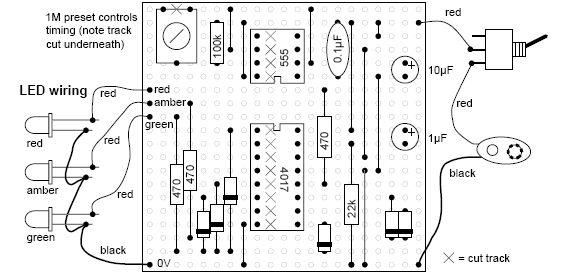 1M preset controls
timing (note track
cut underneath)
100k
555
0.1µF
red
10µF
LED wiring
red
red
amber
green
red
red
amber
red
green
black
470
470
4017
470
22k
1µF
red
black
0V
X = cut track